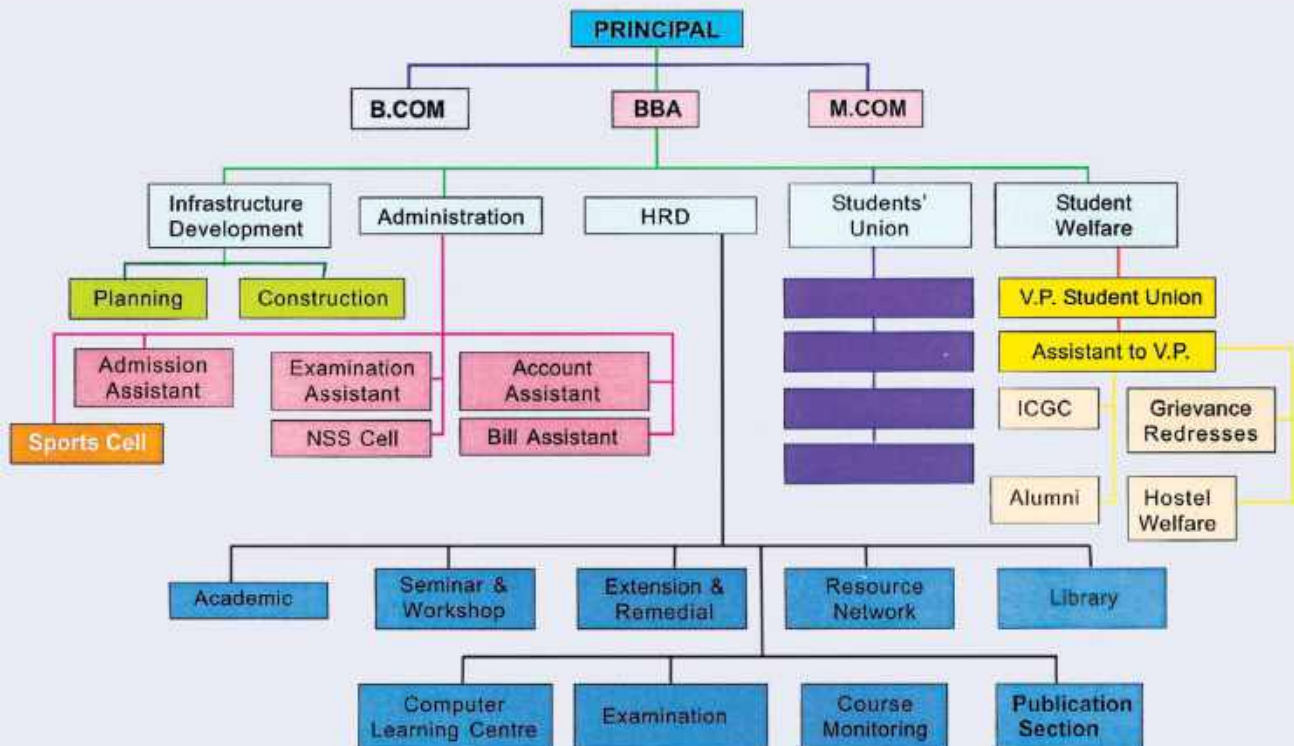 PRINCIPAL
B.COM
BBA
M.COM
Infrastructure
Development
Administration
HRD
Students'
Union
Student
Welfare
Planning
Construction
V.P. Student Union
Assistant to V.P.
Admission
Assistant
Examination
Assistant
Account
Assistant
Sports Cell
NSS Cell
Bill Assistant
ICGC
Grievance
Redresses
Alumni
Hostel
Welfare
Academic
Seminar &
Workshop
Extension &
Remedial
Resource
Network
Library
Computer
Learning Centre
Examination
Course
Monitoring
Publication
Section